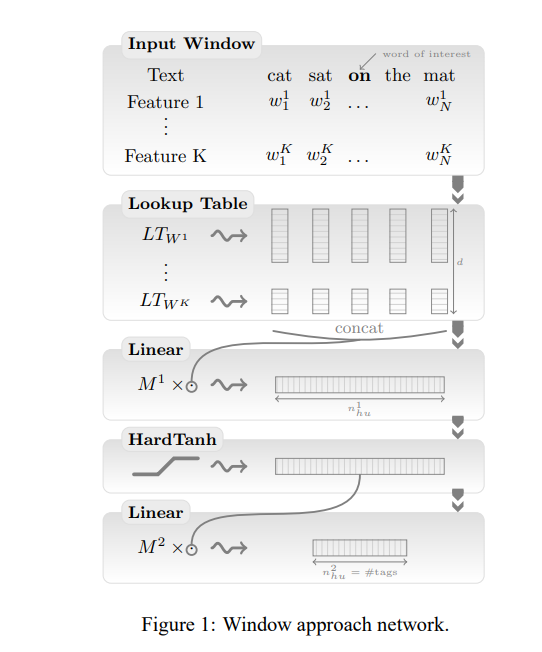 Input Window
word of interest
Text cat sat on the mat
Feature 1 w_1^1 w_2^1 ... w_N^1
⋮
Feature K w_1^K w_2^K ... w_N^K
Lookup Table
LT_{W^1}
⋮
d
LT_{W^K}
concat
Linear
M^1 ×
n_{hu}^1
HardTanh
Linear
M^2 ×
n_{hu}^2 = #tags
Figure 1: Window approach network.